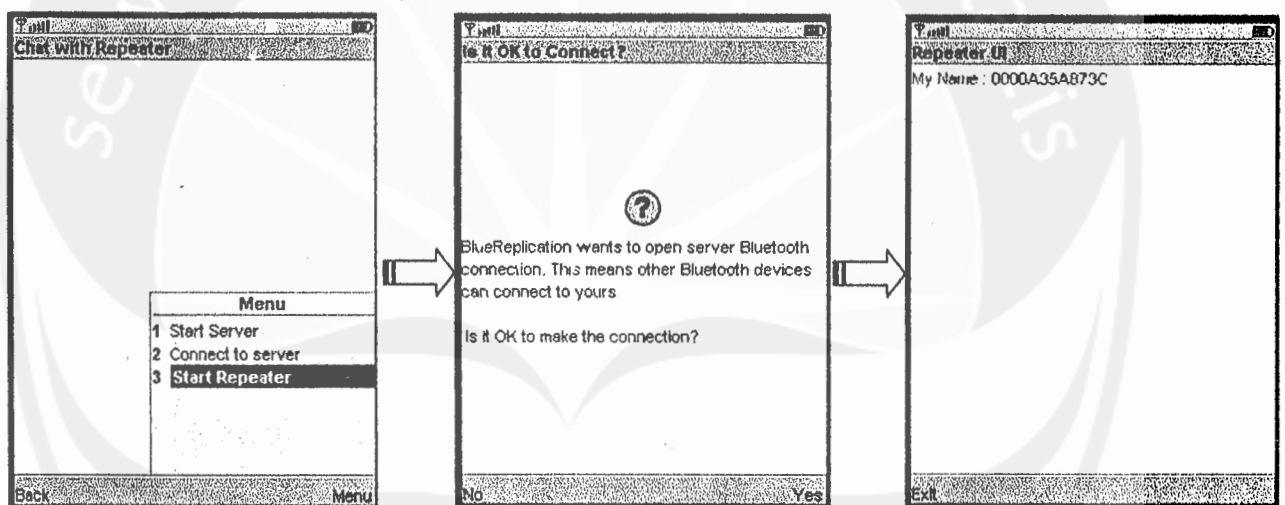 Chat with Repeater
Menu
1 Start Server
2 Connect to server
3 Start Repeater
Back Menu
Is it OK to Connect?
?
BlueReplication wants to open server Bluetooth
connection. This means other Bluetooth devices
can connect to yours
Is it OK to make the connection?
No Yes
Repeater UI
My Name : 0000A35A873C
Exit